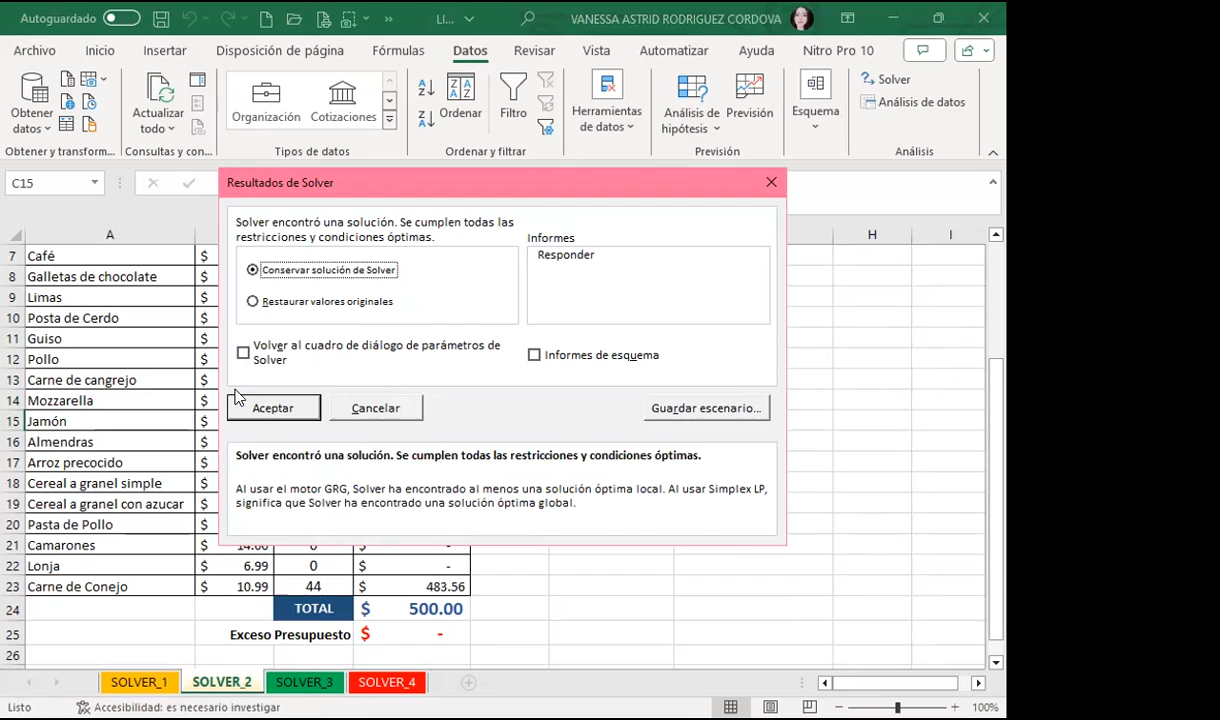 Autoguardado
LI...
VANESSA ASTRID RODRIGUEZ CORDOVA
Archivo Inicio Insertar Disposición de página Fórmulas Datos Revisar Vista Automatizar Ayuda Nitro Pro 10
Obtener datos
Actualizar todo
Organización
Cotizaciones
Ordenar
Filtro
Herramientas de datos
Análisis de hipótesis
Previsión
Esquema
Solver
Análisis de datos
Obtener y transform...
Consultas y con...
Tipos de datos
Ordenar y filtrar
Previsión
Análisis
C15
Resultados de Solver
Solver encontró una solución. Se cumplen todas las
restricciones y condiciones óptimas.
Conservar solución de Solver
Restaurar valores originales
Informes
Responder
Volver al cuadro de diálogo de parámetros de
Solver
Informes de esquema
Aceptar
Cancelar
Guardar escenario...
Solver encontró una solución. Se cumplen todas las restricciones y condiciones óptimas.
Al usar el motor GRG, Solver ha encontrado al menos una solución óptima local. Al usar Simplex LP,
significa que Solver ha encontrado una solución óptima global.
A H I
7 Café $
8 Galletas de chocolate $
9 Limas $
10 Posta de Cerdo $
11 Guiso $
12 Pollo $
13 Carne de cangrejo $
14 Mozzarella $
15 Jamón $
16 Almendras $
17 Arroz precocido $
18 Cereal a granel simple $
19 Cereal a granel con azucar $
20 Pasta de Pollo $
21 Camarones $ 14.00 0 $ -
22 Lonja $ 6.99 0 $ -
23 Carne de Conejo $ 10.99 44 $ 483.56
24 TOTAL $ 500.00
25 Exceso Presupuesto $ -
26
SOLVER_1 SOLVER_2 SOLVER_3 SOLVER_4
Listo
Accesibilidad: es necesario investigar
100%